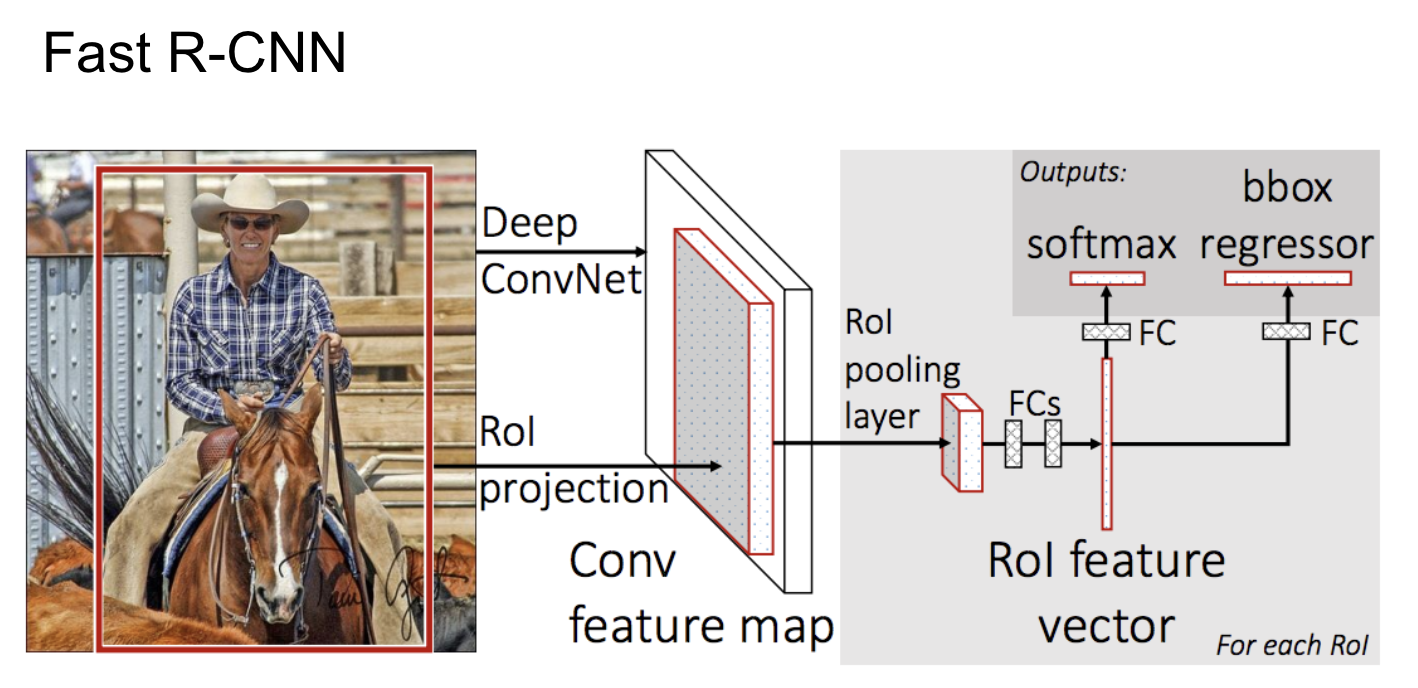 Fast R-CNN
Deep
ConvNet
RoI
projection
Conv
feature map
RoI
pooling
layer
FCs
RoI feature
vector
For each RoI
Outputs:
softmax
bbox
regressor
FC
FC